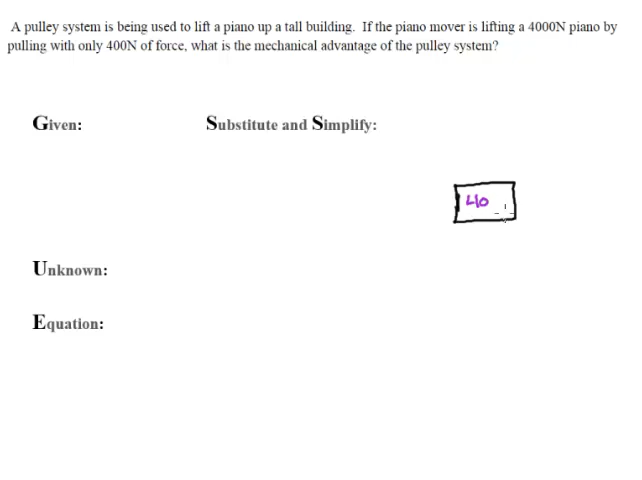 A pulley system is being used to lift a piano up a tall building.  If the piano mover is lifting a 4000N piano by
pulling with only 400N of force, what is the mechanical advantage of the pulley system?
Given:
Substitute and Simplify:
40
Unknown:
Equation: